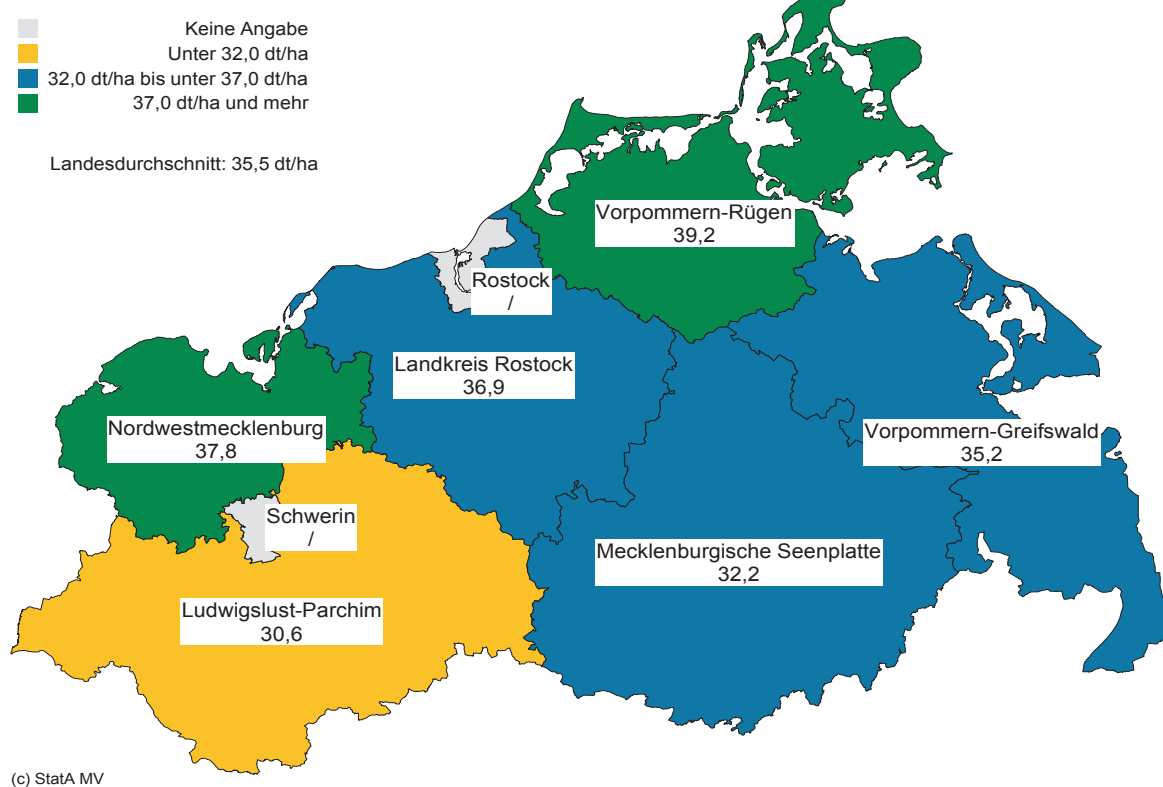 Keine Angabe
Unter 32,0 dt/ha
32,0 dt/ha bis unter 37,0 dt/ha
37,0 dt/ha und mehr
Landesdurchschnitt: 35,5 dt/ha
Vorpommern-Rügen
39,2
Rostock
/
Landkreis Rostock
36,9
Nordwestmecklenburg
37,8
Vorpommern-Greifswald
35,2
Schwerin
/
Mecklenburgische Seenplatte
32,2
Ludwigslust-Parchim
30,6
(c) StatA MV